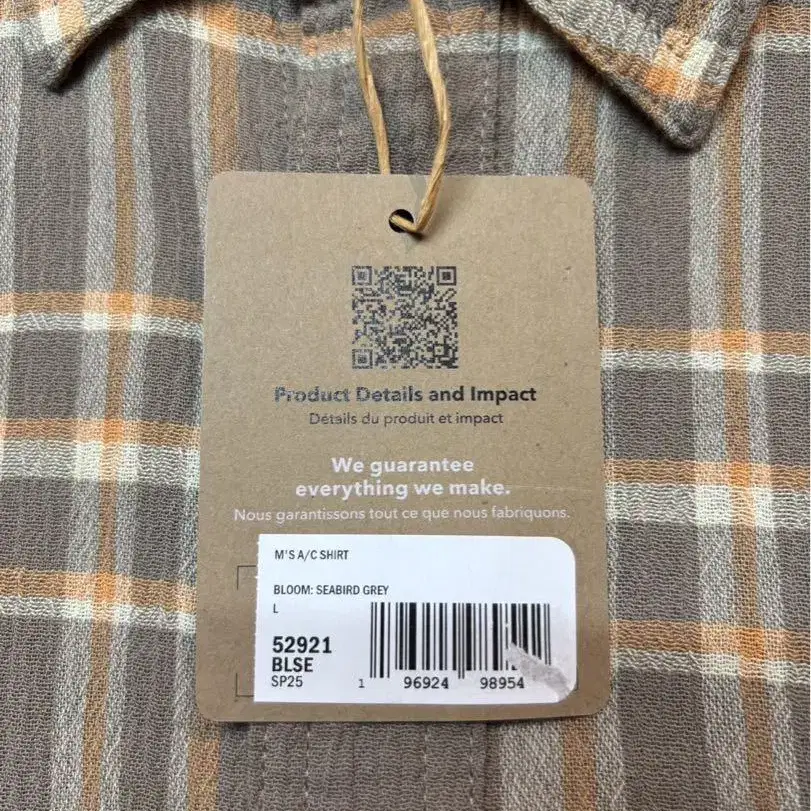 Product Details and Impact
Détails du produit et impact
We guarantee
everything we make.
Nous garantissons tout ce que nous fabriquons.
M'S A/C SHIRT
BLOOM: SEABIRD GREY
L
52921
BLSE
SP25
1 96924 98954